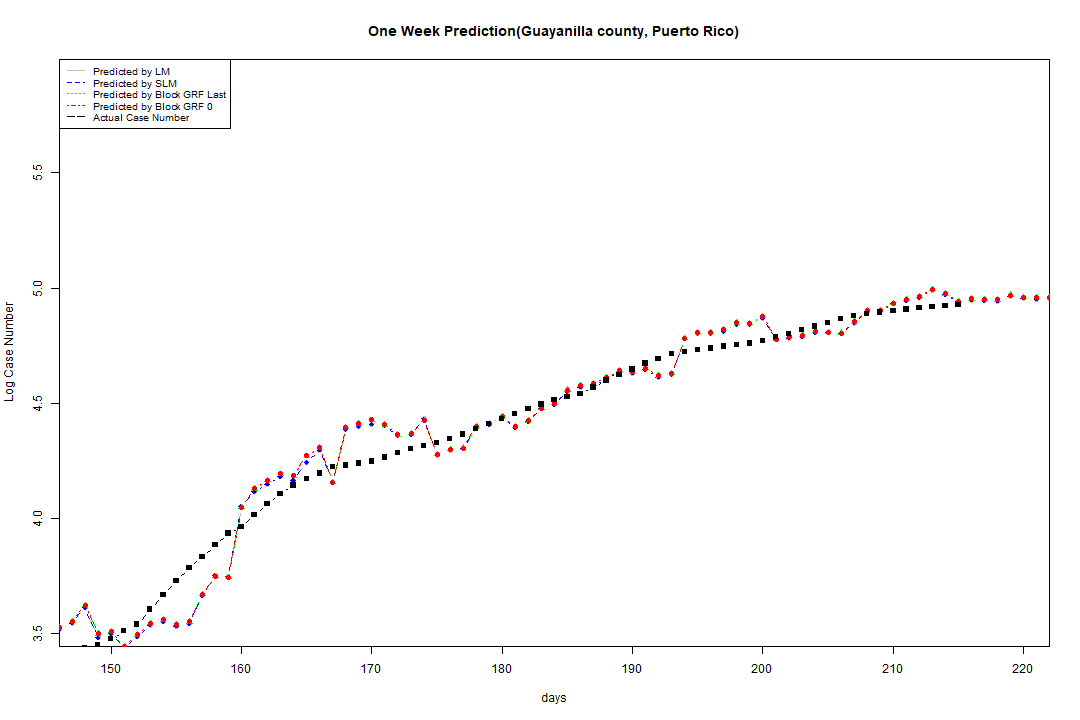 One Week Prediction(Guayanilla county, Puerto Rico)
Predicted by LM
Predicted by SLM
Predicted by Block GRF Last
Predicted by Block GRF 0
Actual Case Number
5.5
5.0
4.5
4.0
3.5
Log Case Number
150 160 170 180 190 200 210 220
days